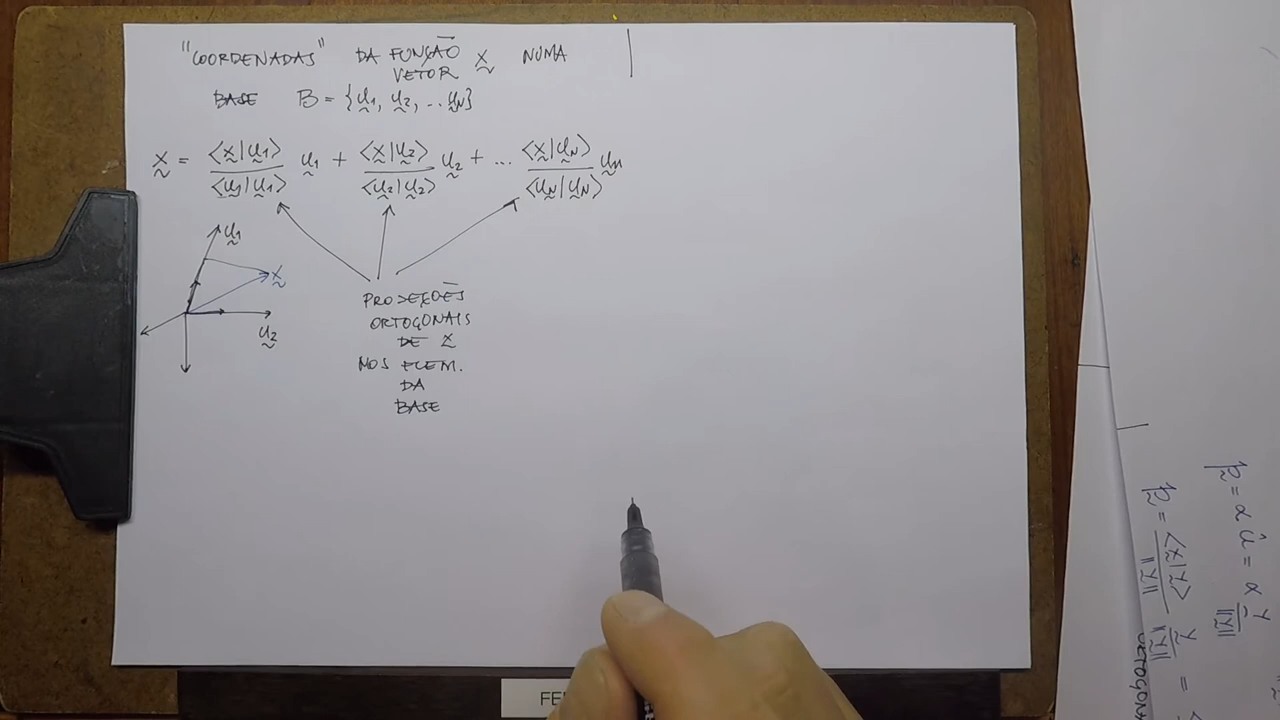 "COORDENADAS" DA FUNÇÃO X NUMA
VETOR
BASE B = {u1, u2, ... uN}
x = <x|u1> / <u1|u1> u1 + <x|u2> / <u2|u2> u2 + ... <x|uN> / <uN|uN> uN
u1
x
u2
PROJEÇÕES
ORTOGONAIS
DE X
NOS ELEM.
DA
BASE
FE
p = α û = α y / ||y||
p = <x|y> / ||y|| y / ||y|| =